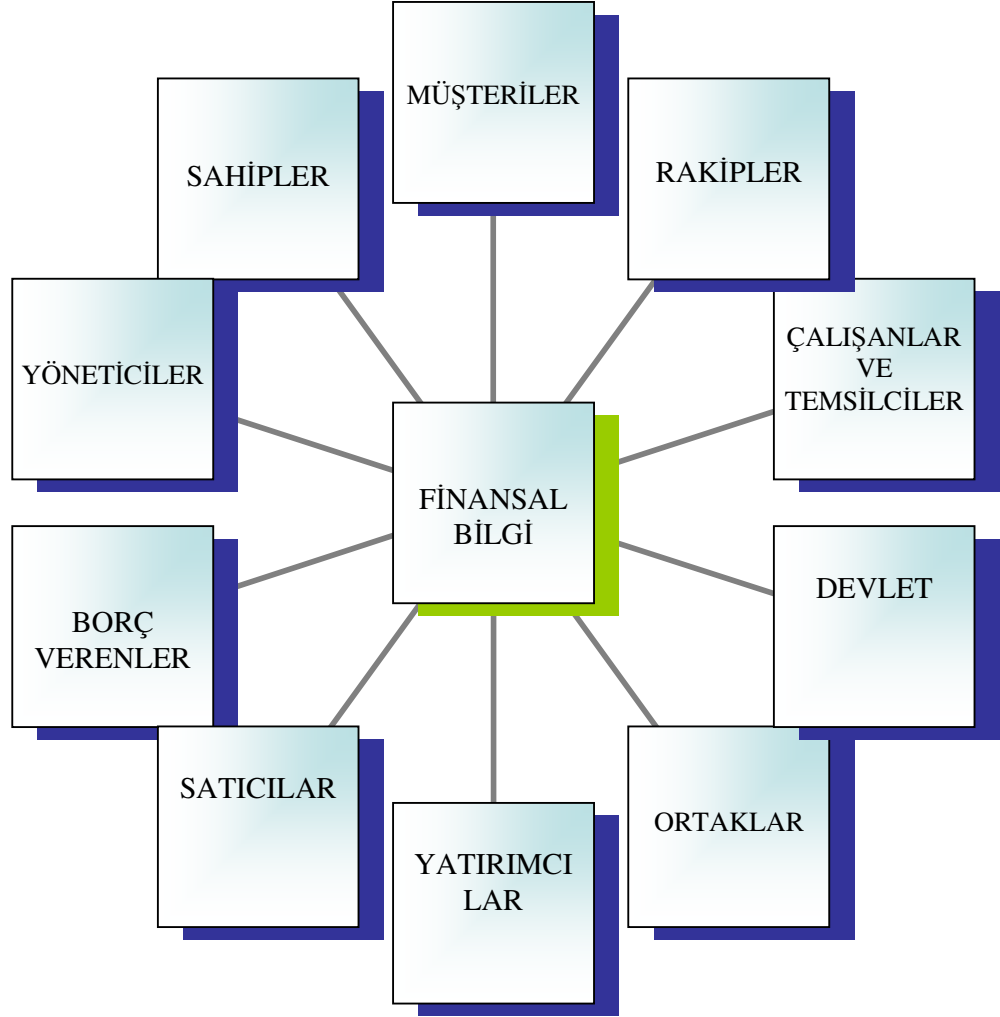 MÜŞTERİLER
SAHİPLER
RAKİPLER
YÖNETİCİLER
ÇALIŞANLAR
VE
TEMSİLCİLER
FİNANSAL
BİLGİ
BORÇ
VERENLER
DEVLET
SATICILAR
ORTAKLAR
YATIRIMCI
LAR